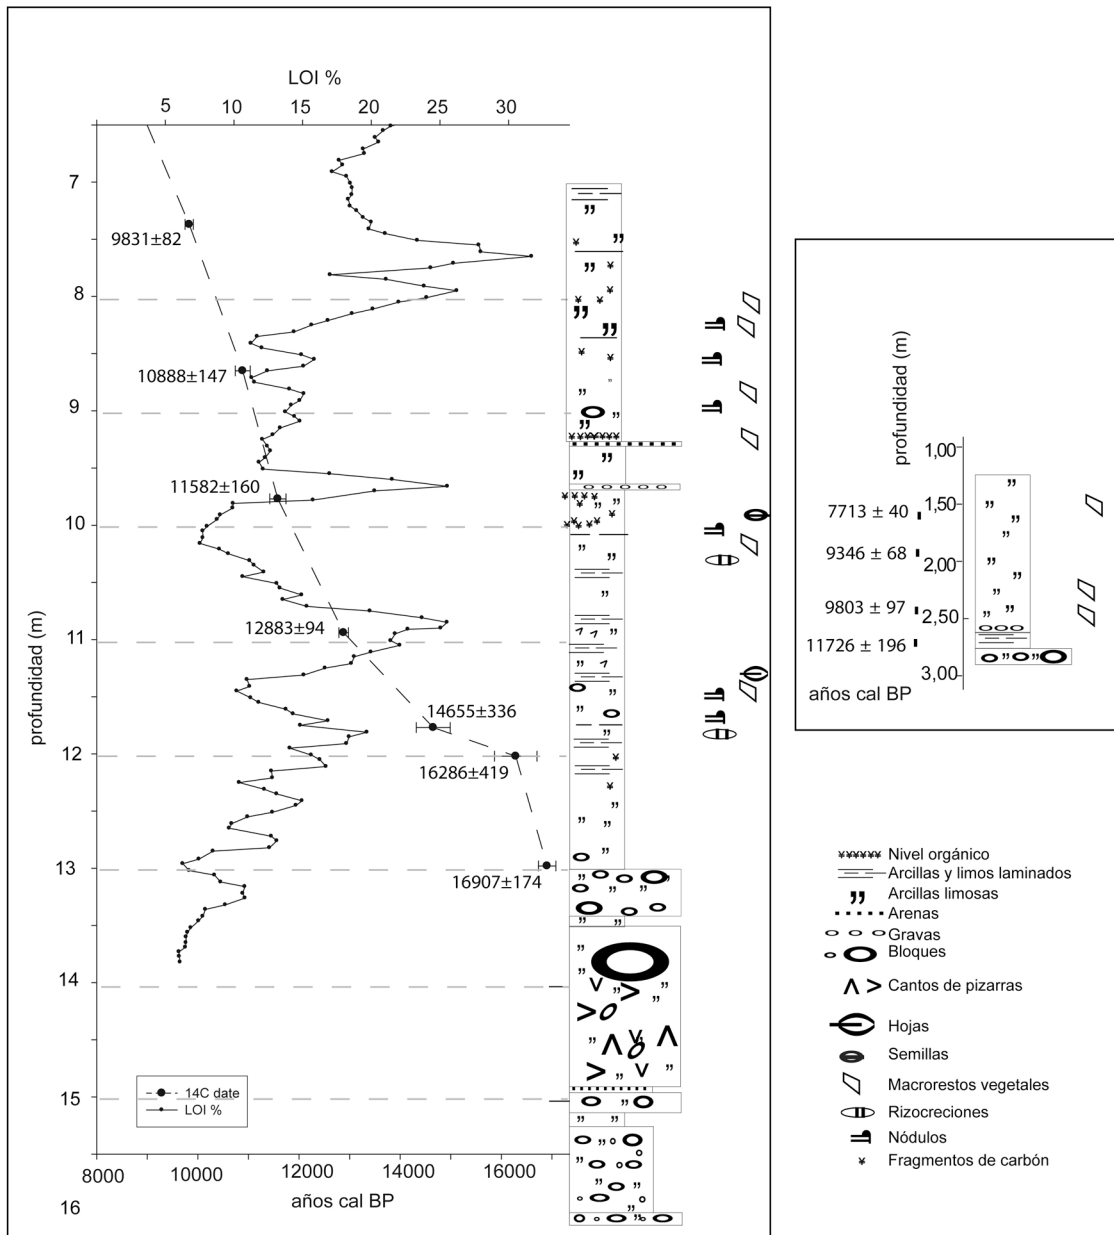 LOI %
5 10 15 20 25 30
7
9831±82
8
10888±147
9
11582±160
10
12883±94
11
14655±336
12
16286±419
13
16907±174
14
15
16
profundidad (m)
14C date
LOI %
8000 10000 12000 14000 16000
años cal BP
profundidad (m)
1,00
7713 ± 40
1,50
9346 ± 68
2,00
9803 ± 97
2,50
11726 ± 196
3,00
años cal BP
Nivel orgánico
Arcillas y limos laminados
Arcillas limosas
Arenas
Gravas
Bloques
Cantos de pizarras
Hojas
Semillas
Macrorestos vegetales
Rizocreciones
Nódulos
Fragmentos de carbón